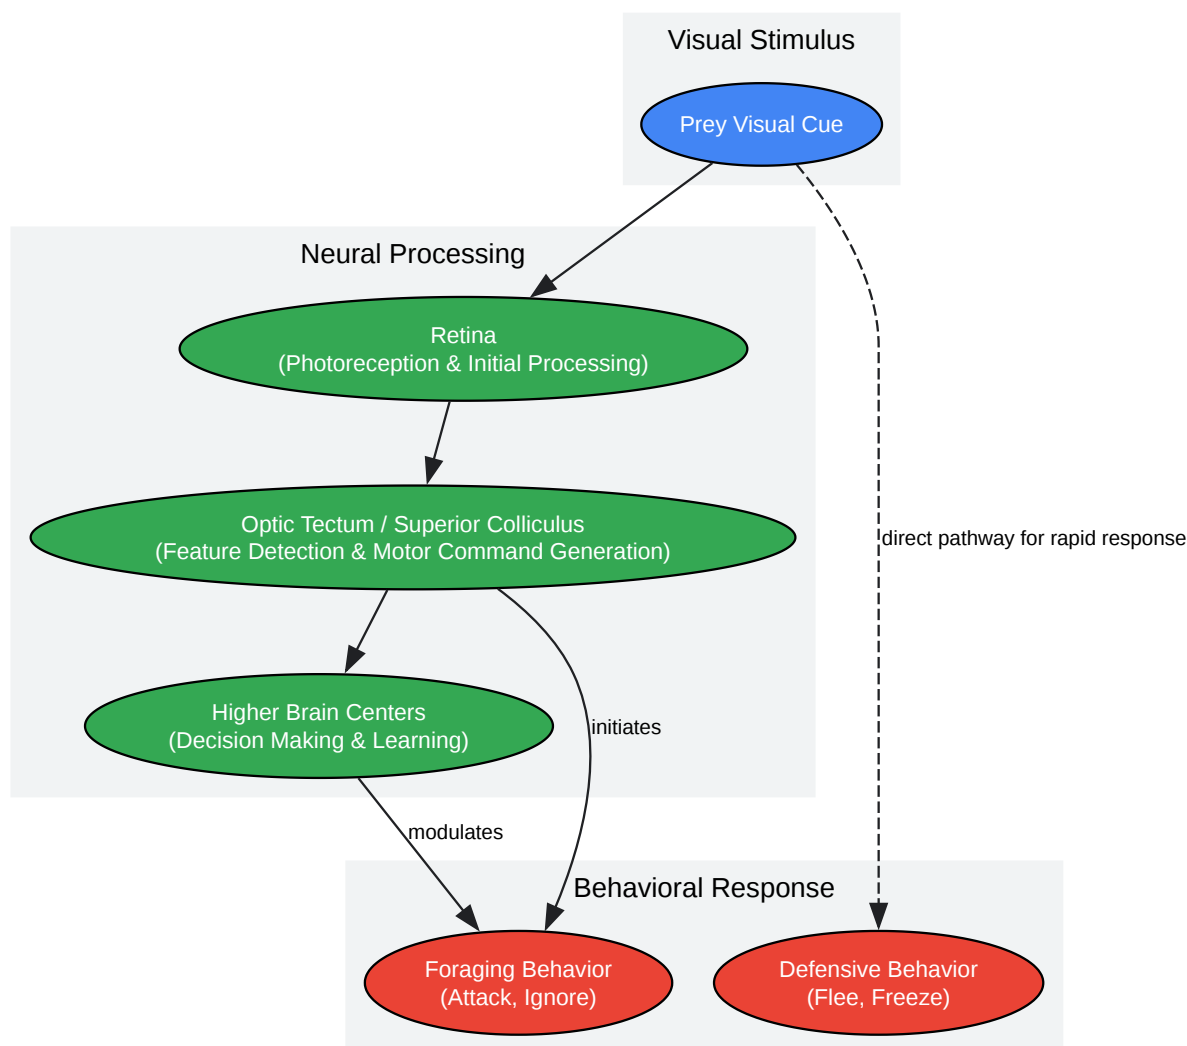 Visual Stimulus
Prey Visual Cue
Neural Processing
Retina
(Photoreception & Initial Processing)
Optic Tectum / Superior Colliculus
(Feature Detection & Motor Command Generation)
direct pathway for rapid response
Higher Brain Centers
(Decision Making & Learning)
initiates
modulates
Behavioral Response
Foraging Behavior
(Attack, Ignore)
Defensive Behavior
(Flee, Freeze)